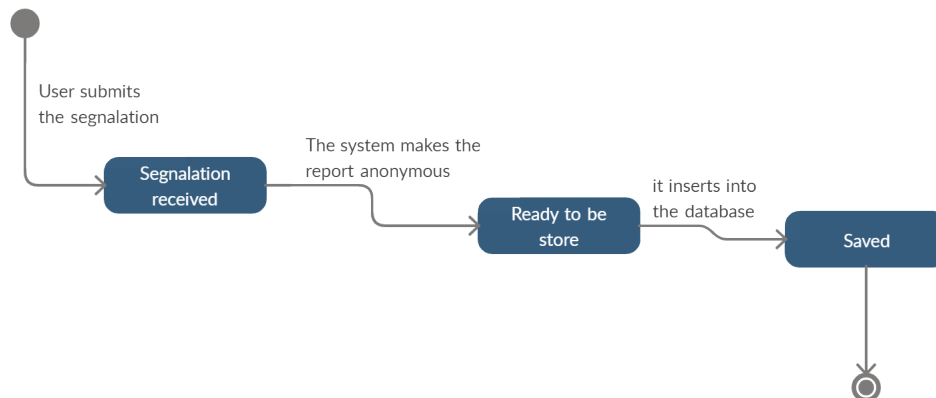 User submits
the segnalation
The system makes the
report anonymous
Segnalation
received
it inserts into
the database
Ready to be
store
Saved